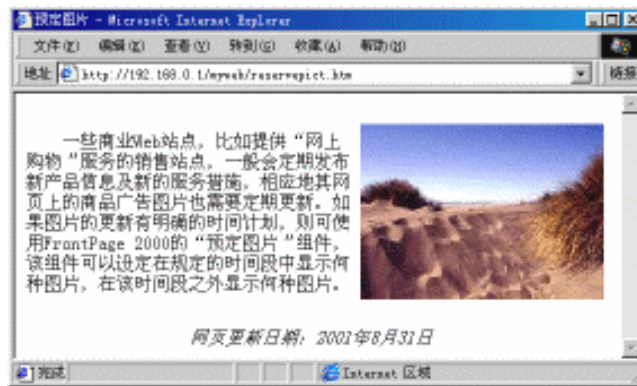 预定图片 - Microsoft Internet Explorer
文件(F) 编辑(E) 查看(V) 转到(G) 收藏(A) 帮助(H)
地址 http://192.168.0.1/myweb/reservepict.htm 链接
一些商业Web站点，比如提供“网上
购物”服务的销售站点，一般会定期发布
新产品信息及新的服务措施，相应地其网
页上的商品广告图片也需要定期更新。如
果图片的更新有明确的时间计划，则可使
用FrontPage 2000的“预定图片”组件，
该组件可以设定在规定的时间段中显示何
种图片，在该时间段之外显示何种图片。
网页更新日期：2001年8月31日
完成 Internet 区域